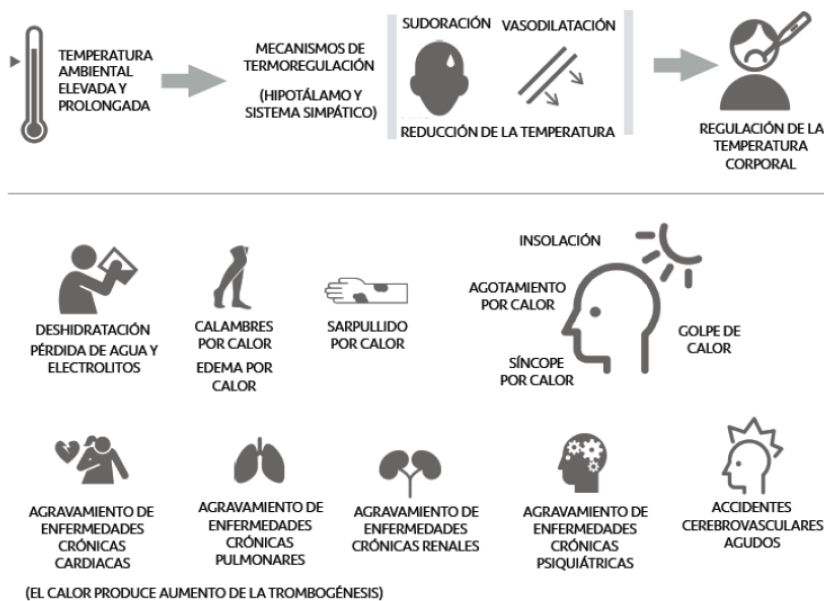 TEMPERATURA
AMBIENTAL
ELEVADA Y
PROLONGADA
MECANISMOS DE
TERMOREGULACIÓN
(HIPOTÁLAMO Y
SISTEMA SIMPÁTICO)
SUDORACIÓN
VASODILATACIÓN
REDUCCIÓN DE LA TEMPERATURA
REGULACIÓN DE LA
TEMPERATURA
CORPORAL
DESHIDRATACIÓN
PÉRDIDA DE AGUA Y
ELECTROLITOS
CALAMBRES
POR CALOR
EDEMA POR
CALOR
SARPULLIDO
POR CALOR
INSOLACIÓN
AGOTAMIENTO
POR CALOR
SÍNCOPE
POR CALOR
GOLPE DE
CALOR
AGRAVAMIENTO DE
ENFERMEDADES
CRÓNICAS
CARDIACAS
AGRAVAMIENTO DE
ENFERMEDADES
CRÓNICAS
PULMONARES
AGRAVAMIENTO DE
ENFERMEDADES
CRÓNICAS RENALES
AGRAVAMIENTO DE
ENFERMEDADES
CRÓNICAS
PSIQUIÁTRICAS
ACCIDENTES
CEREBROVASCULARES
AGUDOS
(EL CALOR PRODUCE AUMENTO DE LA TROMBOGÉNESIS)